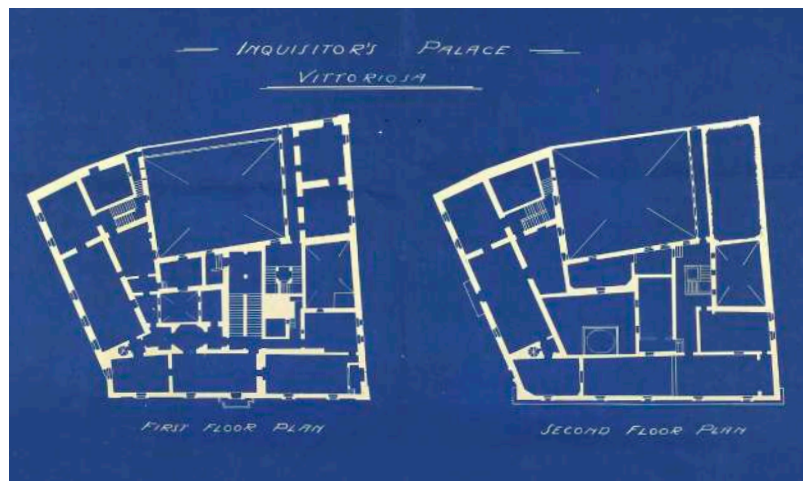 INQUISITOR'S PALACE
VITTORIOSA
FIRST FLOOR PLAN
SECOND FLOOR PLAN